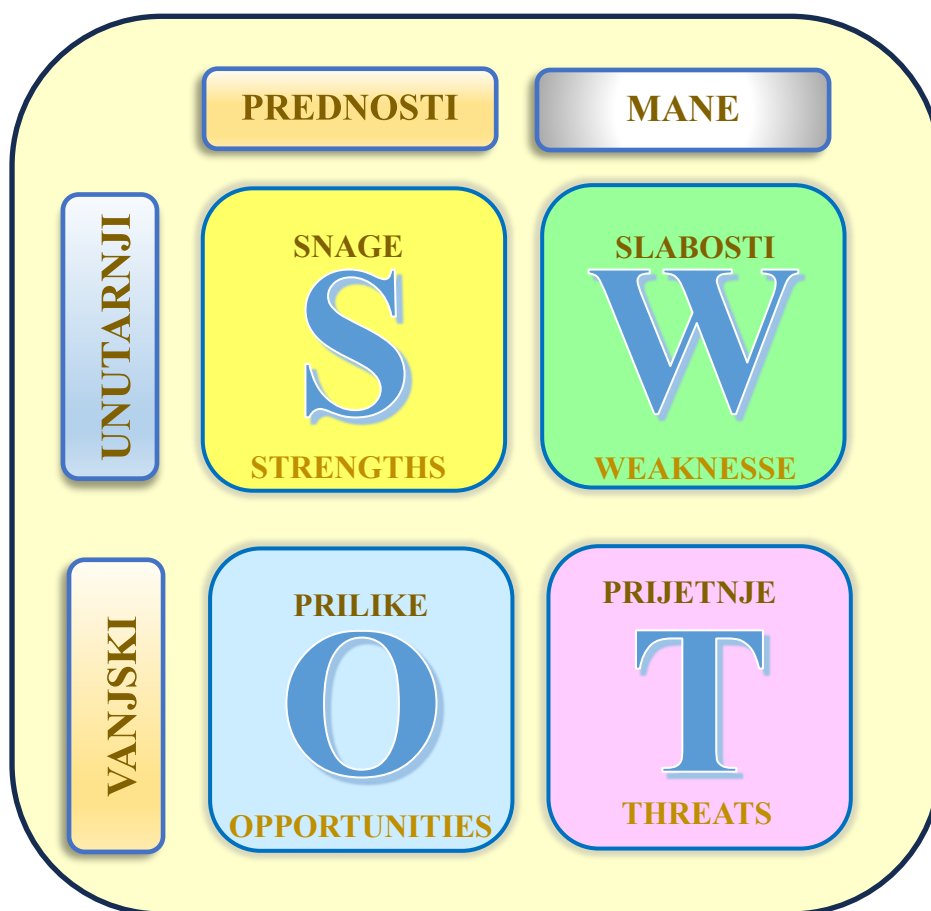 PREDNOSTI
MANE
UNUTARNJI
SNAGE
S
STRENGTHS
SLABOSTI
W
WEAKNESSE
VANJSKI
PRILIKE
O
OPPORTUNITIES
PRIJETNJE
T
THREATS